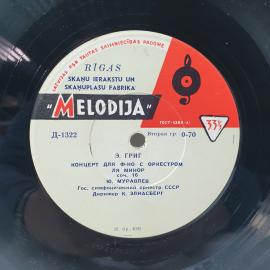 LATVIJAS PSR TAUTAS SAIMNIECĪBAS PADOME
RĪGAS
SKAŅU IERAKSTU UN
SKAŅUPLAŠU FABRIKA
"MELODIJA"
33⅓
Д-1322
Вторая гр. 0-70
Э. ГРИГ
КОНЦЕРТ ДЛЯ Ф-НО С ОРКЕСТРОМ
ЛЯ МИНОР
соч. 16
Ю. МУРАВЛЕВ
Гос. симфонический оркестр СССР
Дирижер К. ЭЛИАСБЕРГ